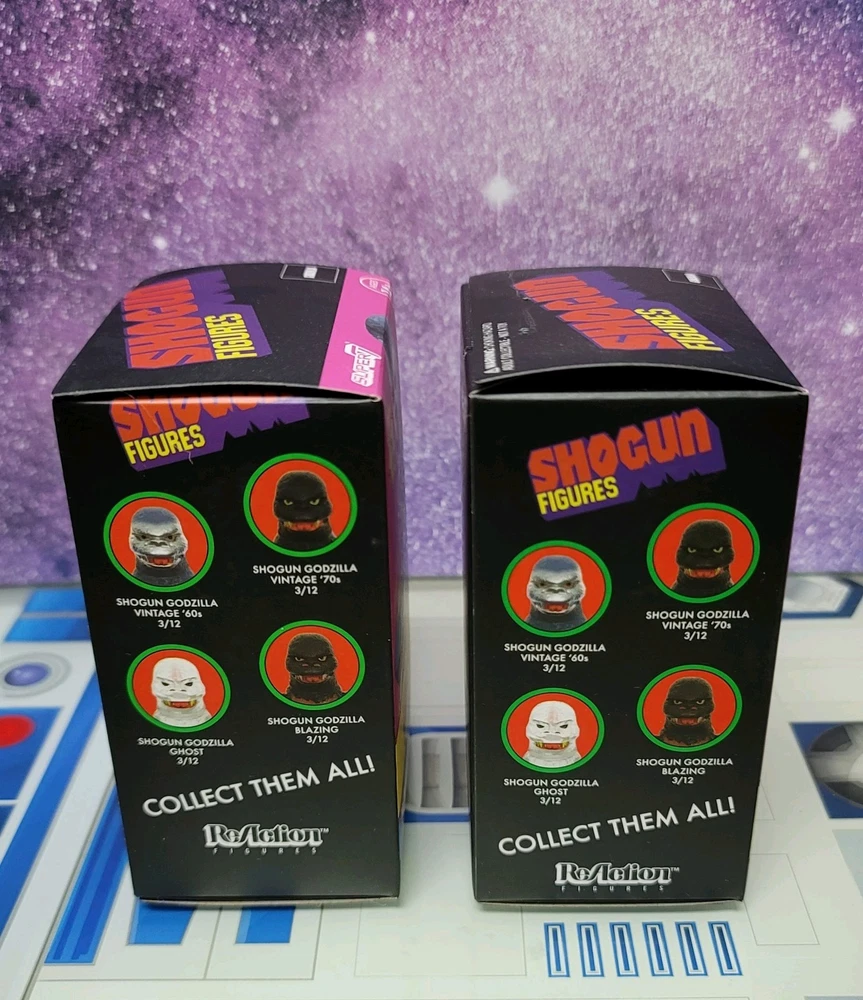 SHOGUN
FIGURES
SUPER7
SHOGUN
FIGURES
SHOGUN GODZILLA
VINTAGE '60s
3/12
SHOGUN GODZILLA
VINTAGE '70s
3/12
SHOGUN GODZILLA
GHOST
3/12
SHOGUN GODZILLA
BLAZING
3/12
COLLECT THEM ALL!
ReAction™
FIGURES
SHOGUN
FIGURES
SHOGUN
FIGURES
SHOGUN GODZILLA
VINTAGE '60s
3/12
SHOGUN GODZILLA
VINTAGE '70s
3/12
SHOGUN GODZILLA
GHOST
3/12
SHOGUN GODZILLA
BLAZING
3/12
COLLECT THEM ALL!
ReAction™
FIGURES